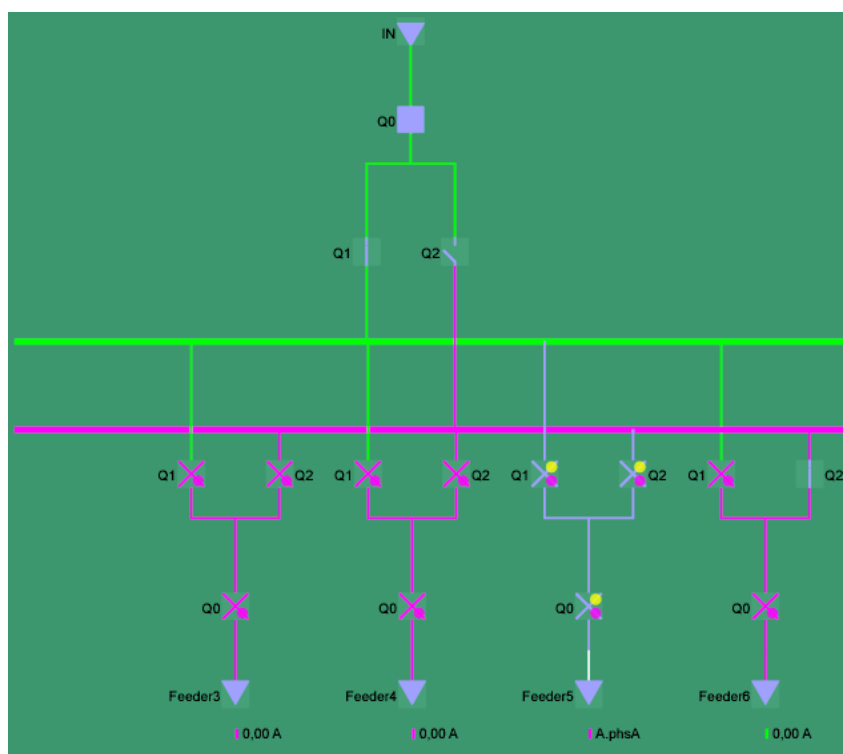 IN
Q0
Q1 Q2
Q1 Q2 Q1 Q2 Q1 Q2 Q1 Q2
Q0 Q0 Q0 Q0
Feeder3 Feeder4 Feeder5 Feeder6
0,00 A 0,00 A A.phsA 0,00 A